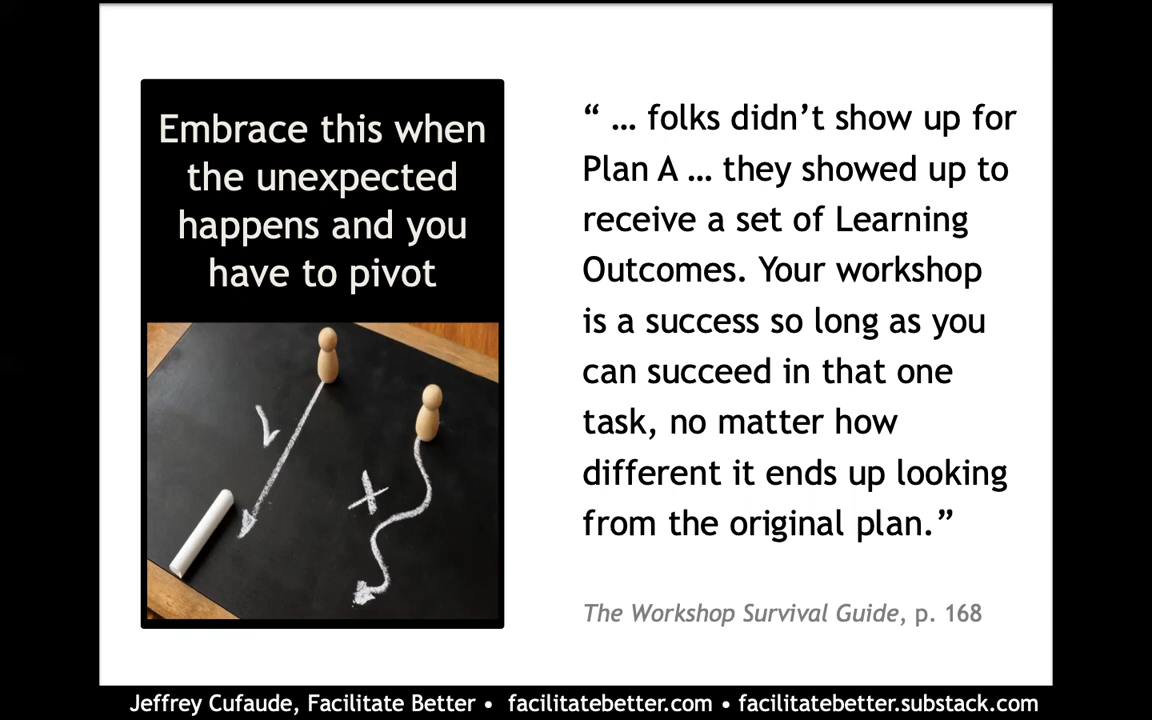 Embrace this when
the unexpected
happens and you
have to pivot
“ … folks didn’t show up for
Plan A … they showed up to
receive a set of Learning
Outcomes. Your workshop
is a success so long as you
can succeed in that one
task, no matter how
different it ends up looking
from the original plan.”
The Workshop Survival Guide, p. 168
Jeffrey Cufaude, Facilitate Better • facilitatebetter.com • facilitatebetter.substack.com